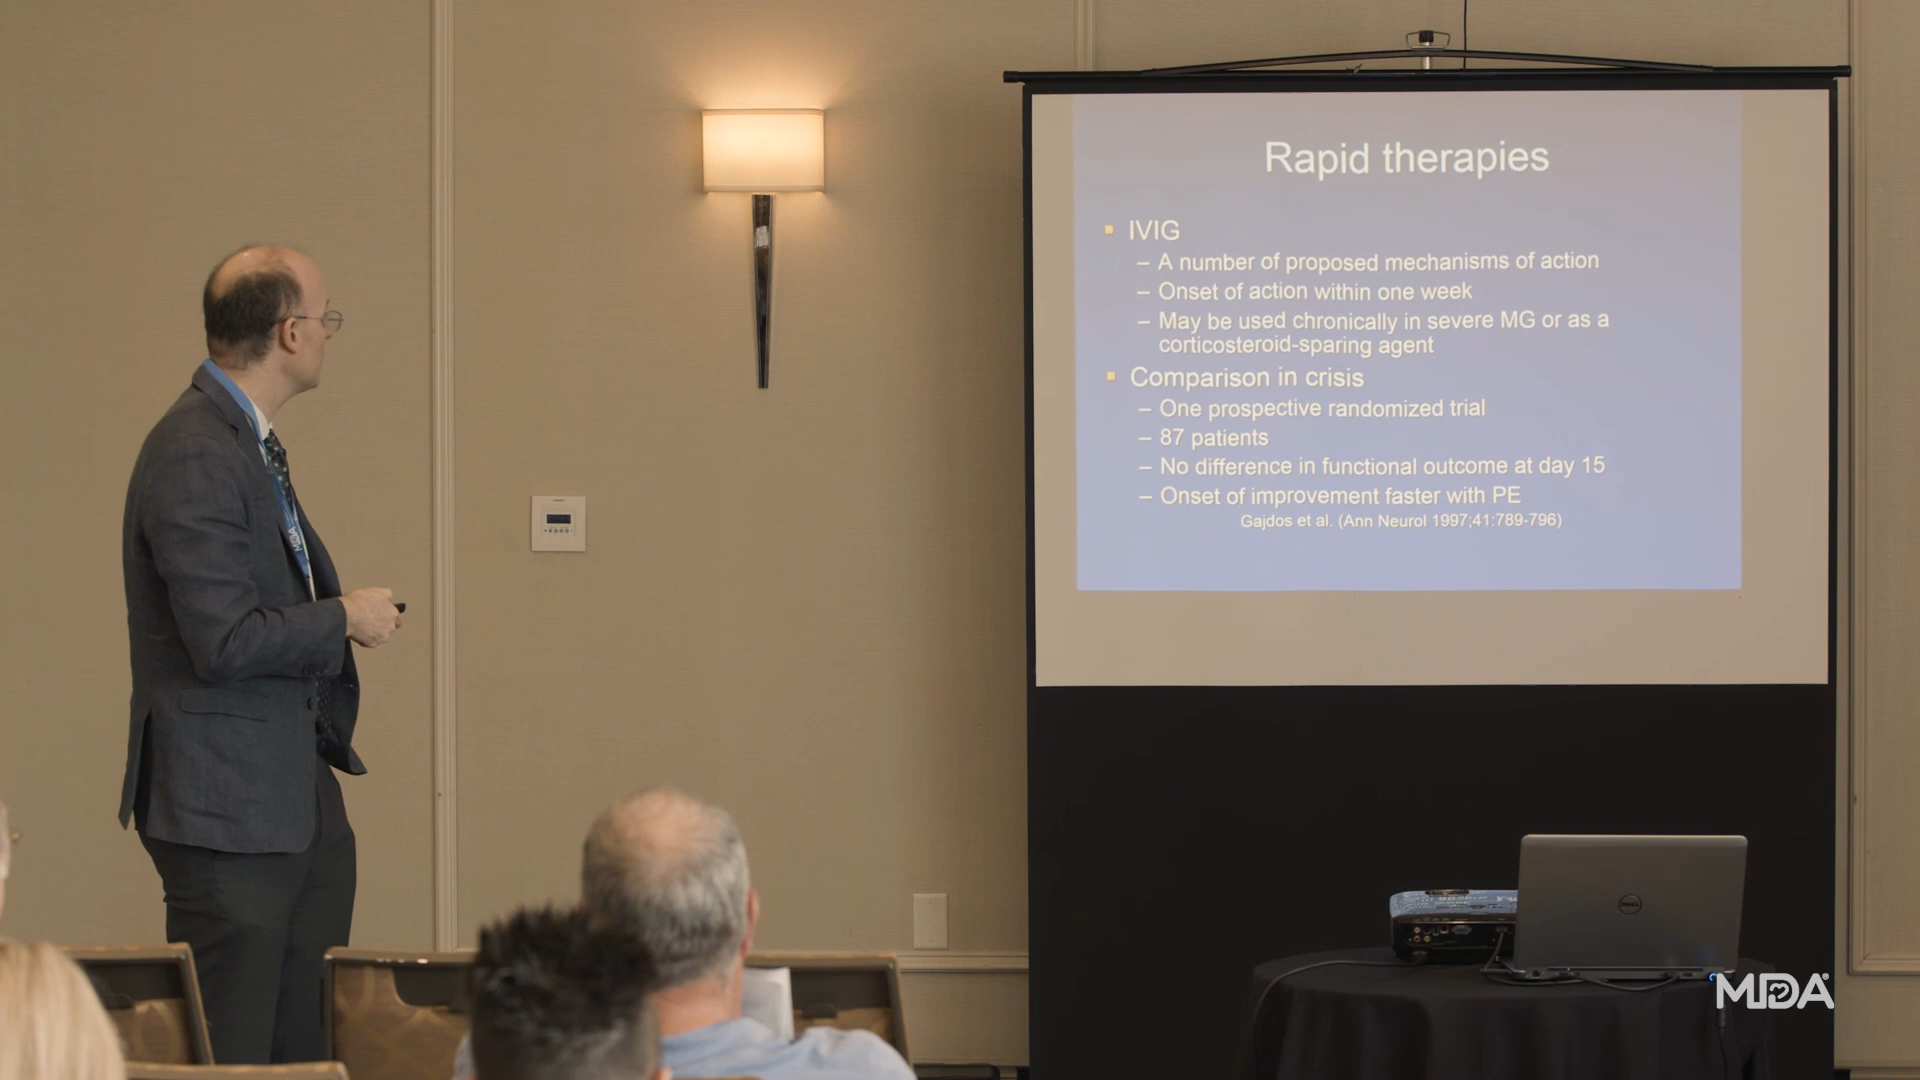 Rapid therapies
▪ IVIG
– A number of proposed mechanisms of action
– Onset of action within one week
– May be used chronically in severe MG or as a
corticosteroid-sparing agent
▪ Comparison in crisis
– One prospective randomized trial
– 87 patients
– No difference in functional outcome at day 15
– Onset of improvement faster with PE
Gajdos et al. (Ann Neurol 1997;41:789-796)
MDA
DELL
MDA